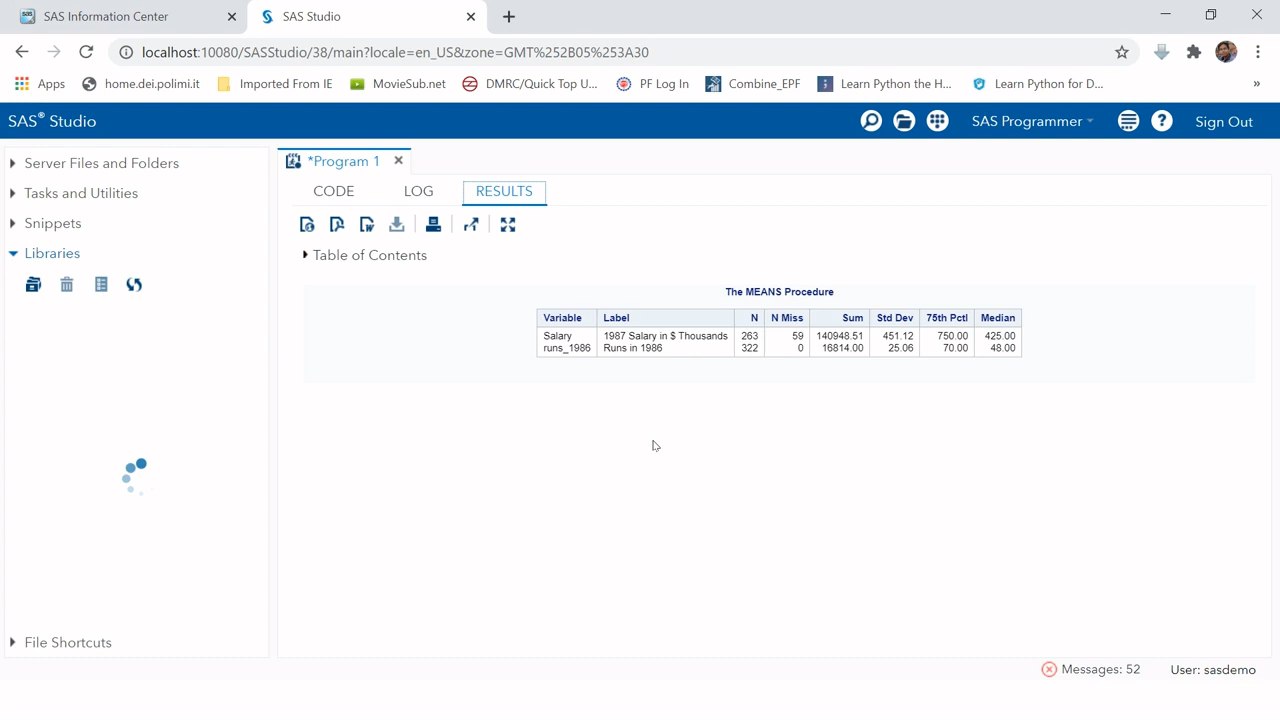 SAS Information Center
SAS Studio
localhost:10080/SASStudio/38/main?locale=en_US&zone=GMT%252B05%253A30
Apps home.dei.polimi.it Imported From IE MovieSub.net DMRC/Quick Top U... PF Log In Combine_EPF Learn Python the H... Learn Python for D... »
SAS® Studio SAS Programmer ? Sign Out
Server Files and Folders
Tasks and Utilities
Snippets
Libraries
File Shortcuts
*Program 1
CODE LOG RESULTS
Table of Contents
The MEANS Procedure
Variable Label N N Miss Sum Std Dev 75th Pctl Median
Salary 1987 Salary in $ Thousands 263 59 140948.51 451.12 750.00 425.00
runs_1986 Runs in 1986 322 0 16814.00 25.06 70.00 48.00
Messages: 52 User: sasdemo